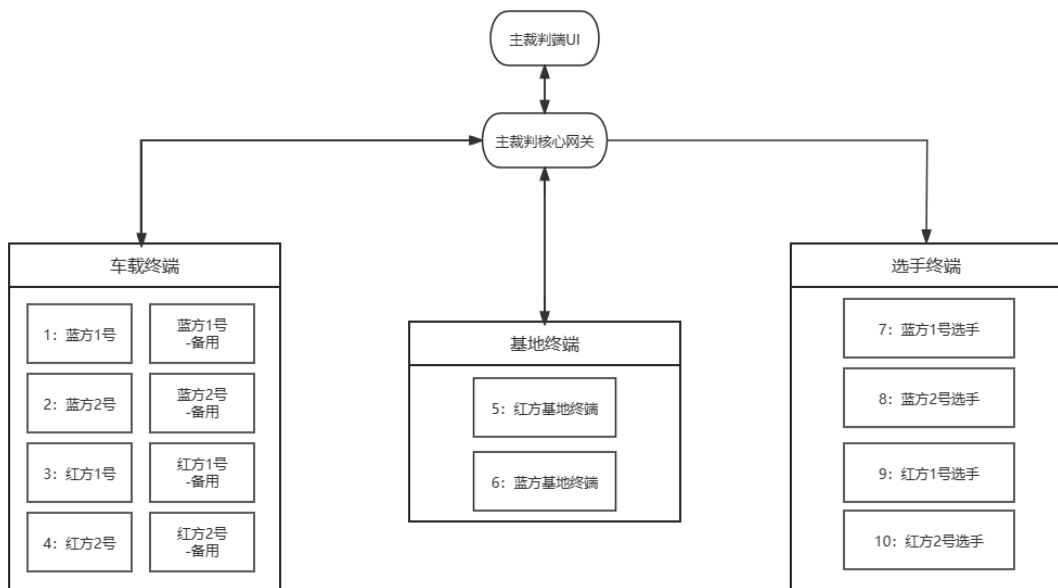 主裁判端UI
主裁判核心网关
车载终端
1：蓝方1号
蓝方1号
-备用
2：蓝方2号
蓝方2号
-备用
3：红方1号
红方1号
-备用
4：红方2号
红方2号
-备用
基地终端
5：红方基地终端
6：蓝方基地终端
选手终端
7：蓝方1号选手
8：蓝方2号选手
9：红方1号选手
10：红方2号选手